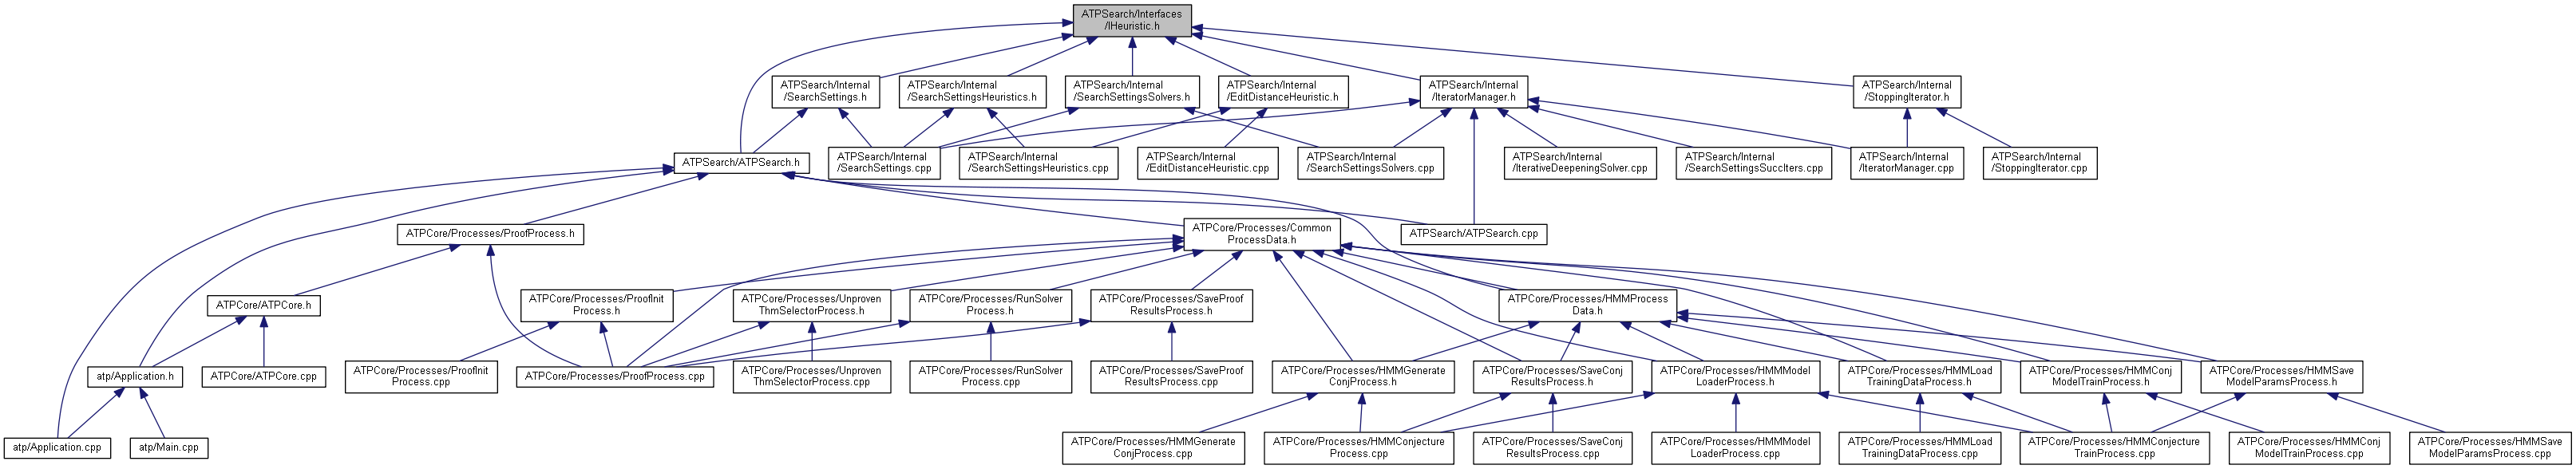 ATPSearch/Interfaces
/IHeuristic.h
ATPSearch/Internal
/SearchSettings.h
ATPSearch/Internal
/SearchSettingsHeuristics.h
ATPSearch/Internal
/SearchSettingsSolvers.h
ATPSearch/Internal
/EditDistanceHeuristic.h
ATPSearch/Internal
/IteratorManager.h
ATPSearch/Internal
/StoppingIterator.h
ATPSearch/ATPSearch.h
ATPSearch/Internal
/SearchSettings.cpp
ATPSearch/Internal
/SearchSettingsHeuristics.cpp
ATPSearch/Internal
/EditDistanceHeuristic.cpp
ATPSearch/Internal
/SearchSettingsSolvers.cpp
ATPSearch/Internal
/IterativeDeepeningSolver.cpp
ATPSearch/Internal
/SearchSettingsSuccIters.cpp
ATPSearch/Internal
/IteratorManager.cpp
ATPSearch/Internal
/StoppingIterator.cpp
ATPCore/Processes/ProofProcess.h
ATPCore/Processes/Common
ProcessData.h
ATPSearch/ATPSearch.cpp
ATPCore/ATPCore.h
ATPCore/Processes/ProofInit
Process.h
ATPCore/Processes/Unproven
ThmSelectorProcess.h
ATPCore/Processes/RunSolver
Process.h
ATPCore/Processes/SaveProof
ResultsProcess.h
ATPCore/Processes/HMMProcess
Data.h
atp/Application.h
ATPCore/ATPCore.cpp
ATPCore/Processes/ProofInit
Process.cpp
ATPCore/Processes/ProofProcess.cpp
ATPCore/Processes/Unproven
ThmSelectorProcess.cpp
ATPCore/Processes/RunSolver
Process.cpp
ATPCore/Processes/SaveProof
ResultsProcess.cpp
ATPCore/Processes/HMMGenerate
ConjProcess.h
ATPCore/Processes/SaveConj
ResultsProcess.h
ATPCore/Processes/HMMModel
LoaderProcess.h
ATPCore/Processes/HMMLoad
TrainingDataProcess.h
ATPCore/Processes/HMMConj
ModelTrainProcess.h
ATPCore/Processes/HMMSave
ModelParamsProcess.h
atp/Application.cpp
atp/Main.cpp
ATPCore/Processes/HMMGenerate
ConjProcess.cpp
ATPCore/Processes/HMMConjecture
Process.cpp
ATPCore/Processes/SaveConj
ResultsProcess.cpp
ATPCore/Processes/HMMModel
LoaderProcess.cpp
ATPCore/Processes/HMMLoad
TrainingDataProcess.cpp
ATPCore/Processes/HMMConjecture
TrainProcess.cpp
ATPCore/Processes/HMMConj
ModelTrainProcess.cpp
ATPCore/Processes/HMMSave
ModelParamsProcess.cpp